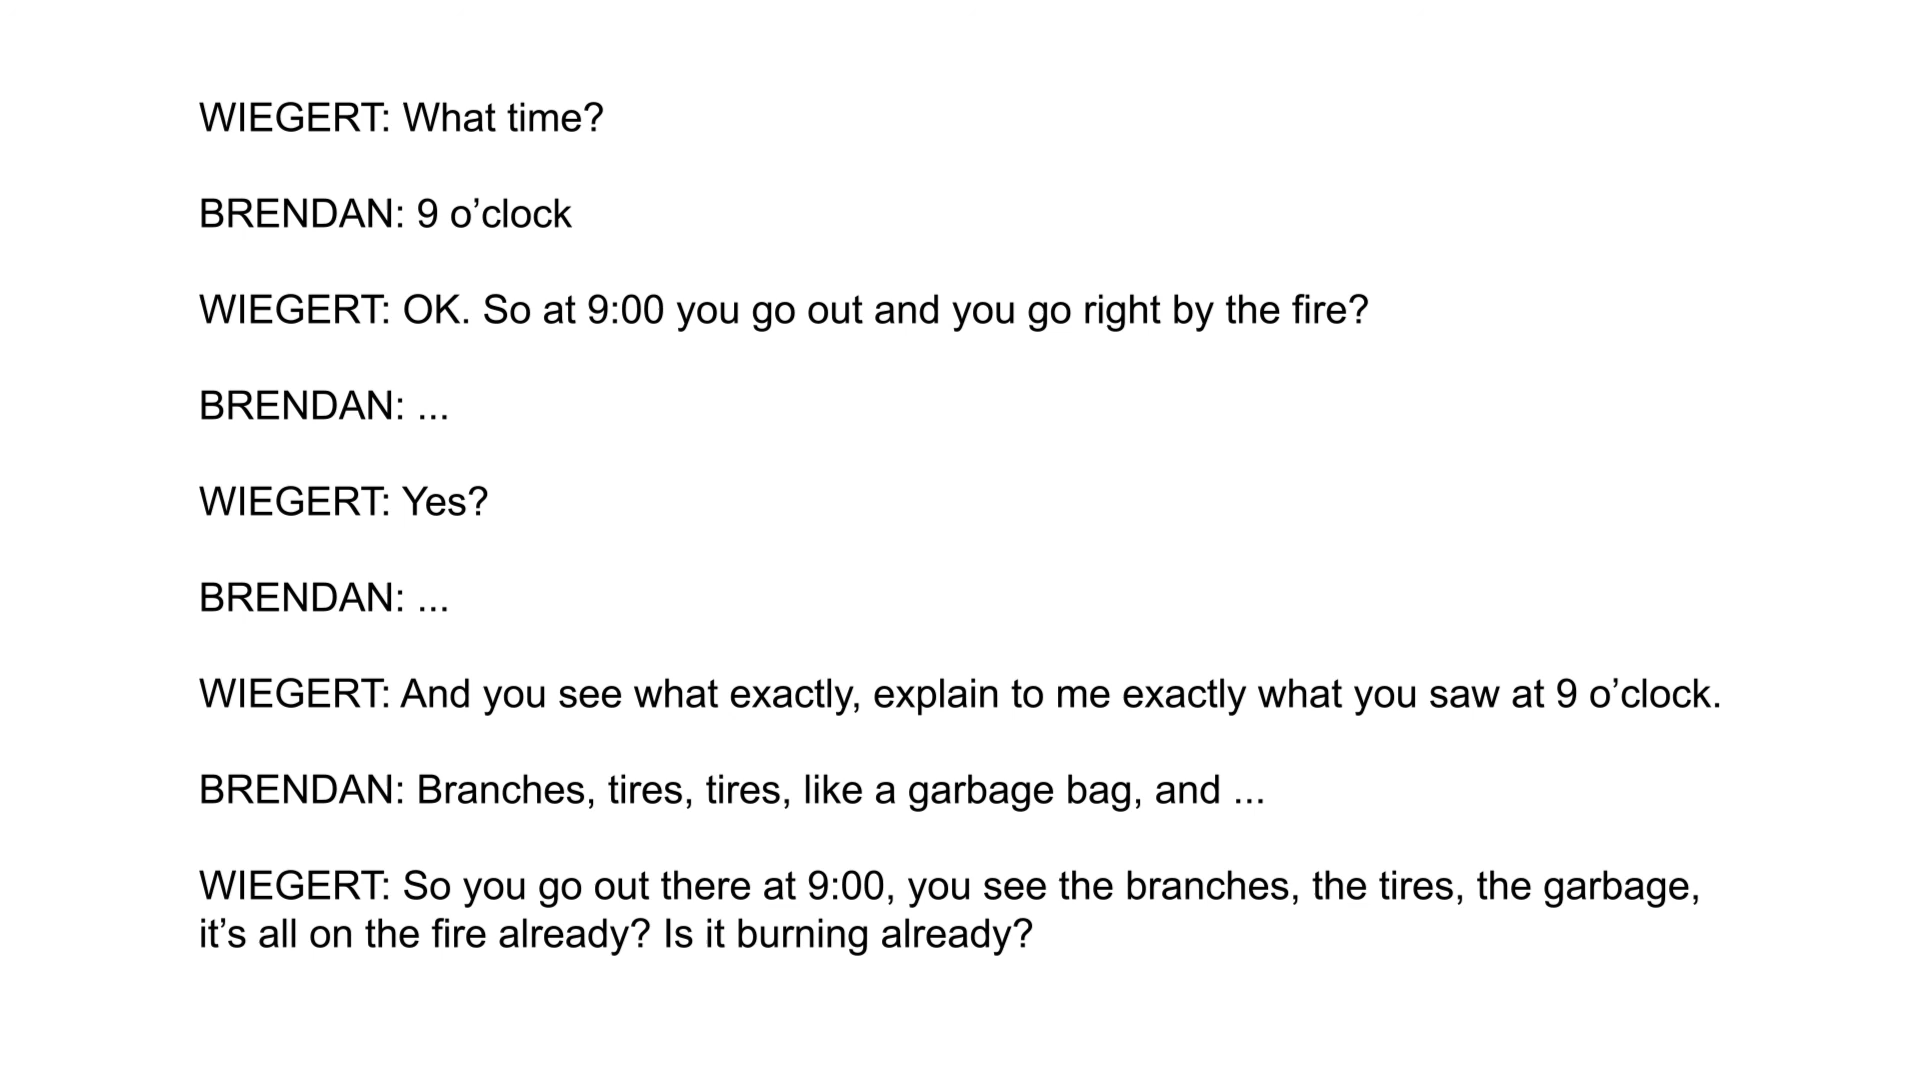 WIEGERT: What time?
BRENDAN: 9 o’clock
WIEGERT: OK. So at 9:00 you go out and you go right by the fire?
BRENDAN: ...
WIEGERT: Yes?
BRENDAN: ...
WIEGERT: And you see what exactly, explain to me exactly what you saw at 9 o’clock.
BRENDAN: Branches, tires, tires, like a garbage bag, and ...
WIEGERT: So you go out there at 9:00, you see the branches, the tires, the garbage,
it’s all on the fire already? Is it burning already?